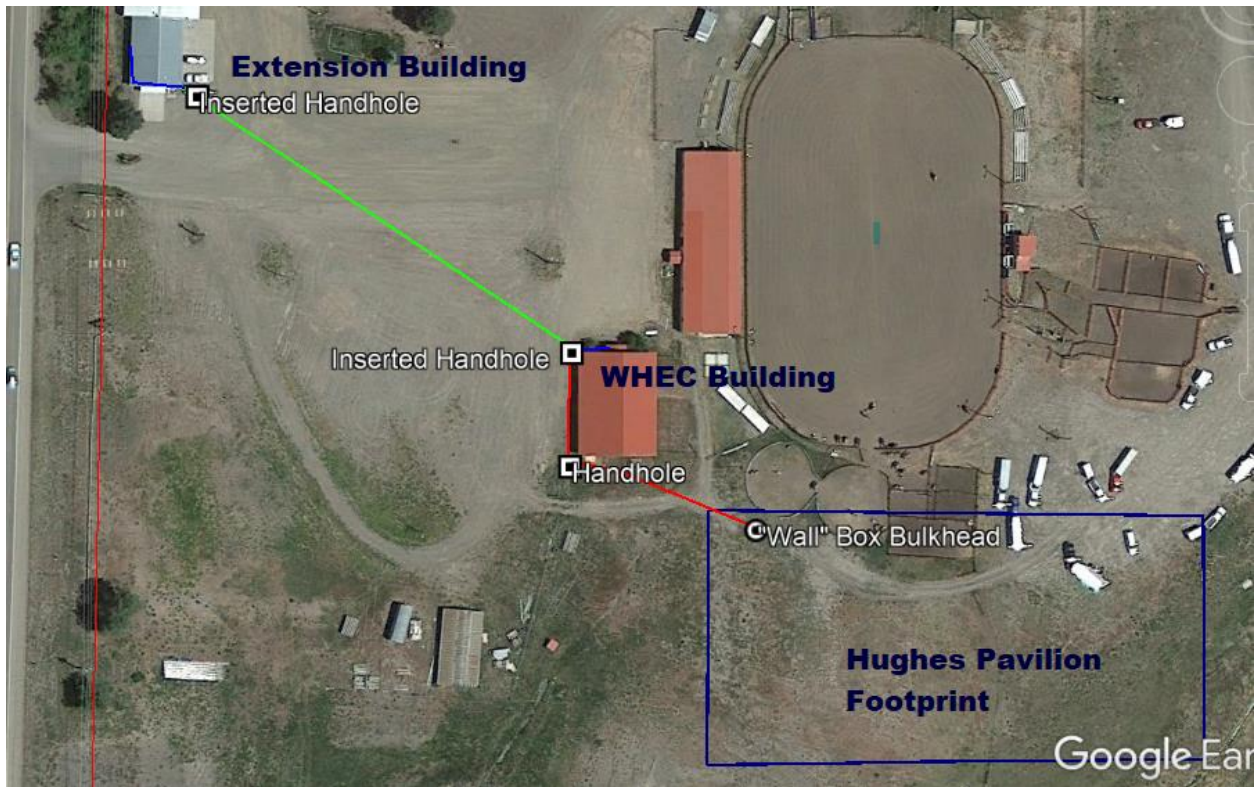 Extension Building
Inserted Handhole
Inserted Handhole
WHEC Building
Handhole
"Wall" Box Bulkhead
Hughes Pavilion
Footprint
Google Ear